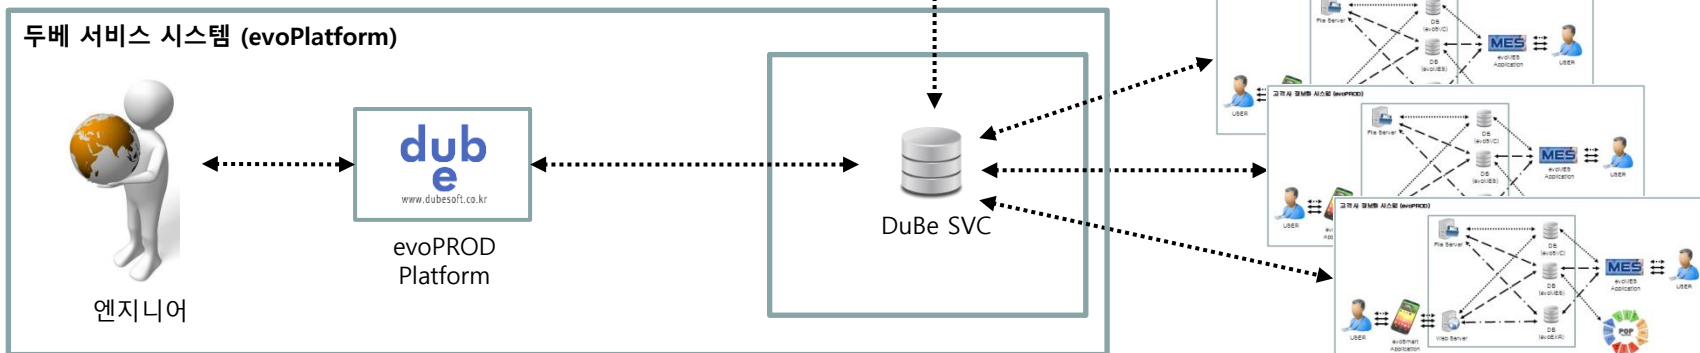 두베 서비스 시스템 (evoPlatform)
엔지니어
dub
e
www.dubesoft.co.kr
evoPROD
Platform
DuBe SVC
File Server
DB
(evoSVC)
DB
(evoMES)
MES
evoMES
Application
USER
USER
고객사 정보화 시스템 (evoPROD)
File Server
DB
(evoSVC)
DB
(evoMES)
MES
evoMES
Application
USER
USER
고객사 정보화 시스템 (evoPROD)
File Server
DB
(evoSVC)
DB
(evoMES)
MES
evoMES
Application
USER
USER
evoSmart
Application
Web Server
DB
(evoEXR)
POP